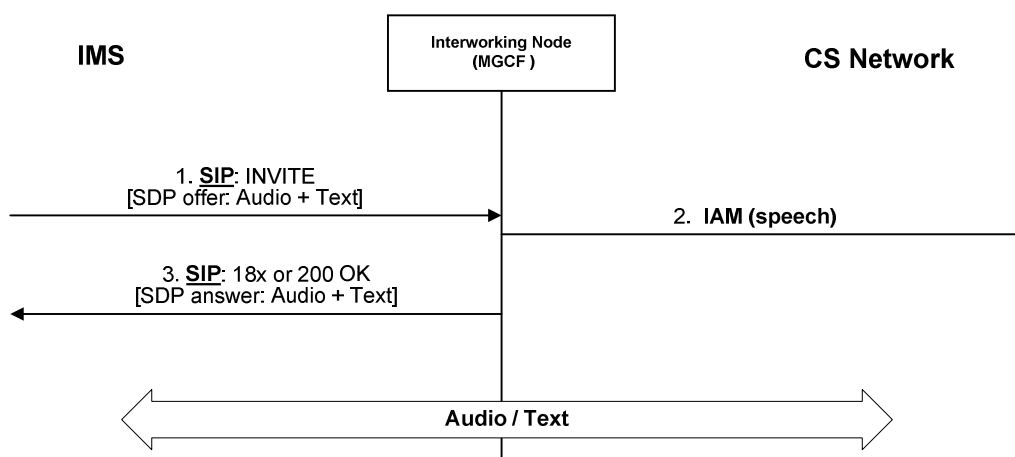 IMS
Interworking Node
(MGCF )
CS Network
1. SIP: INVITE
[SDP offer: Audio + Text]
2. IAM (speech)
3. SIP: 18x or 200 OK
[SDP answer: Audio + Text]
Audio / Text